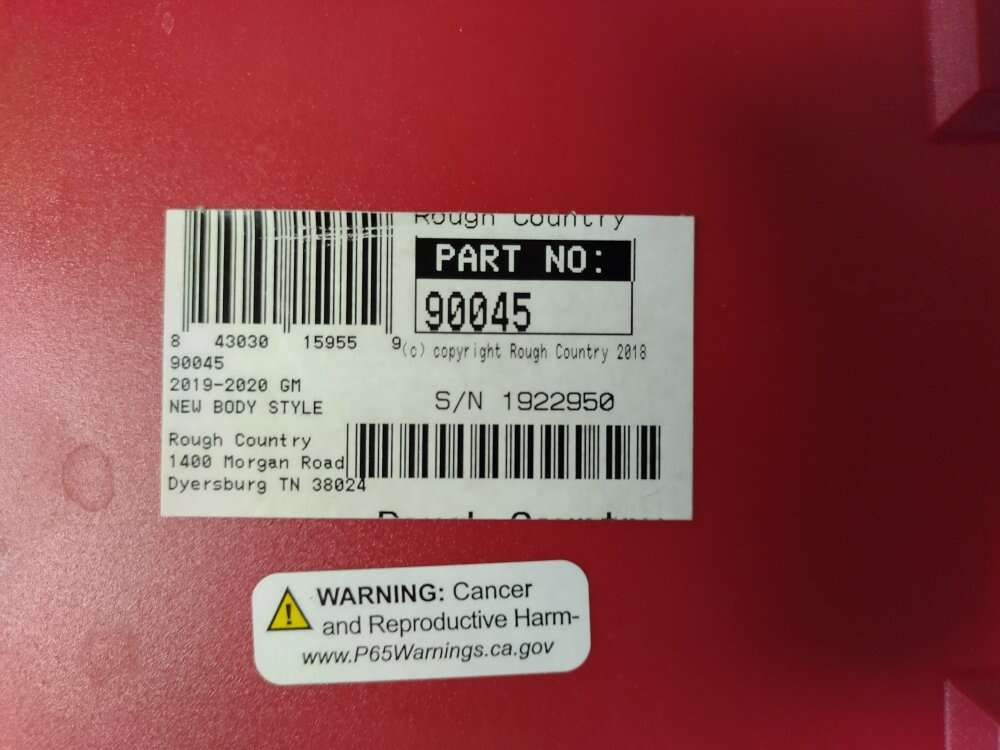 Rough Country
PART NO:
90045
8 43030 15955 9
(c) copyright Rough Country 2018
90045
2019-2020 GM
NEW BODY STYLE
S/N 1922950
Rough Country
1400 Morgan Road
Dyersburg TN 38024
Rough Country
WARNING: Cancer
and Reproductive Harm-
www.P65Warnings.ca.gov